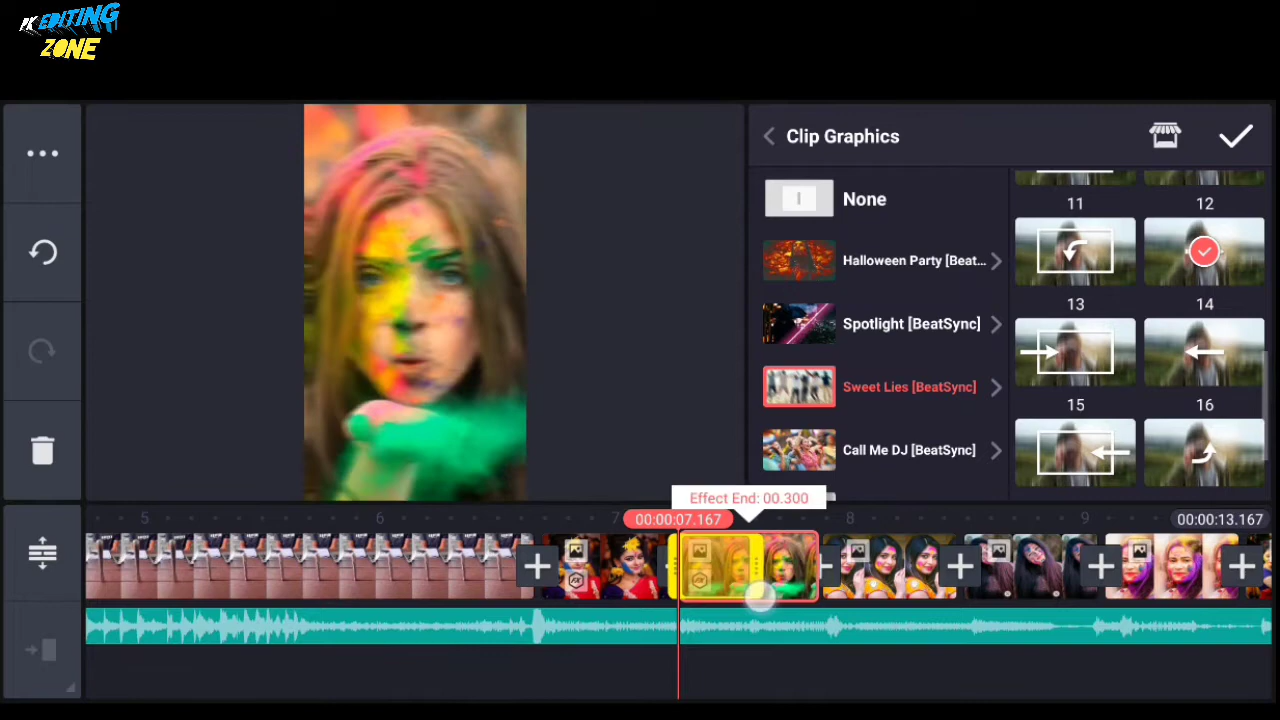 PK EDITING
ZONE
Clip Graphics
None
Halloween Party [Beat...
Spotlight [BeatSync]
Sweet Lies [BeatSync]
Call Me DJ [BeatSync]
11
12
13
14
15
16
Effect End: 00.300
00:00:07.167
00:00:13.167
5
6
7
8
9